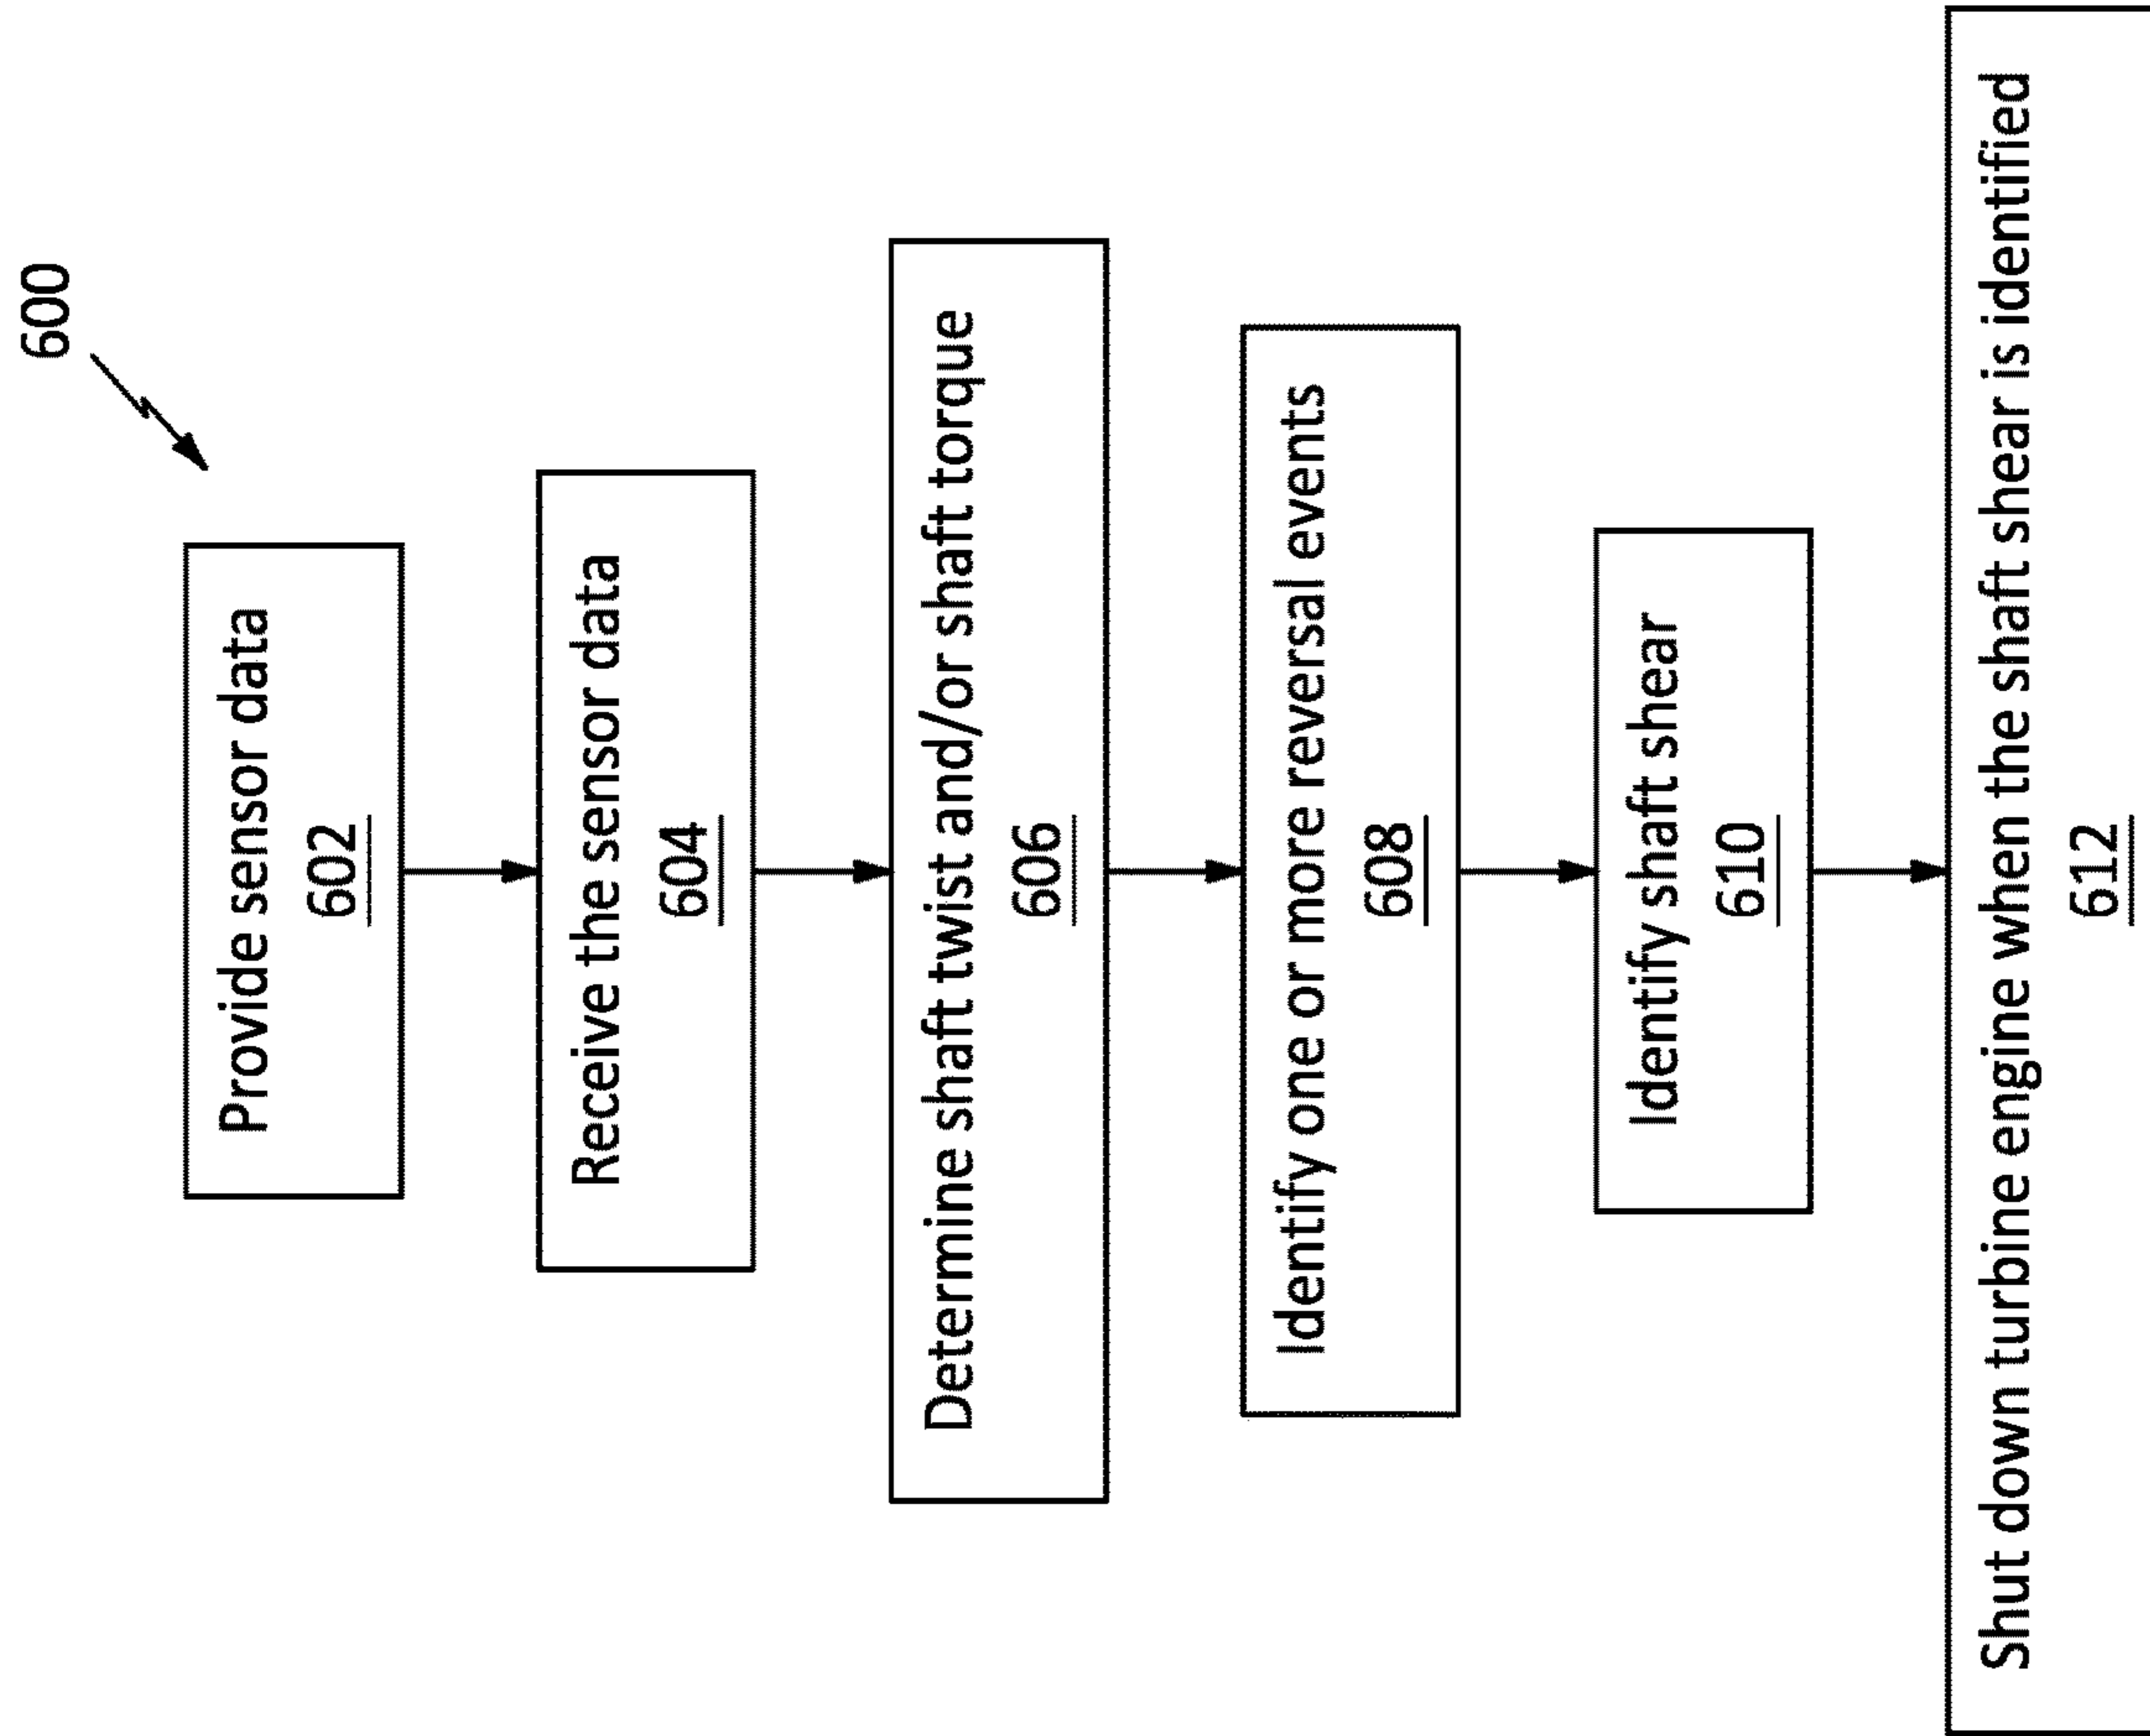 600
Provide sensor data
602
Receive the sensor data
604
Determine shaft twist and/or shaft torque
606
Identify one or more reversal events
608
Identify shaft shear
610
Shut down turbine engine when the shaft shear is identified
612